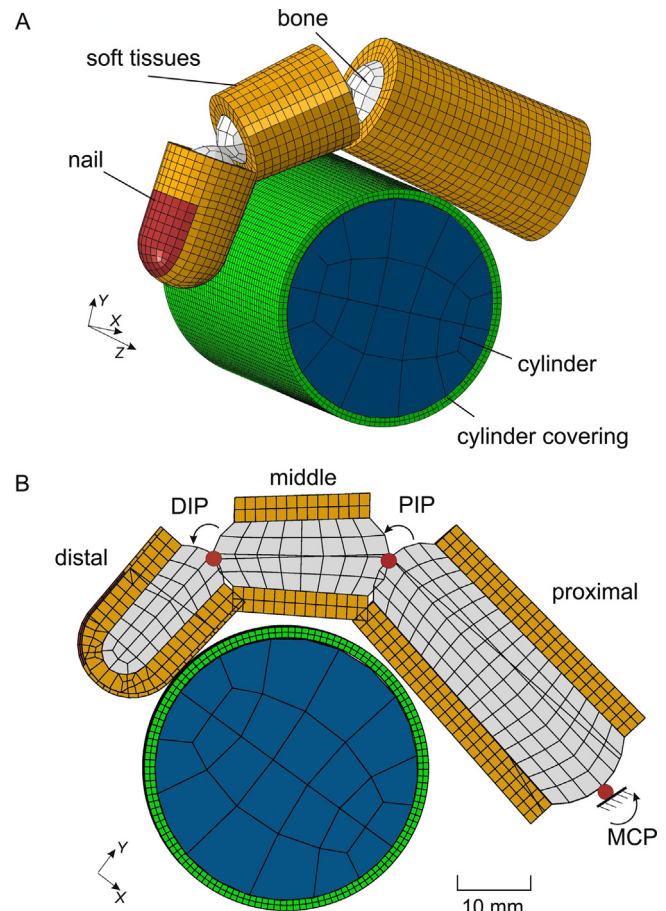 A
bone
soft tissues
nail
Y
X
Z
cylinder
cylinder covering
B
middle
DIP
PIP
distal
proximal
MCP
Y
X
10 mm